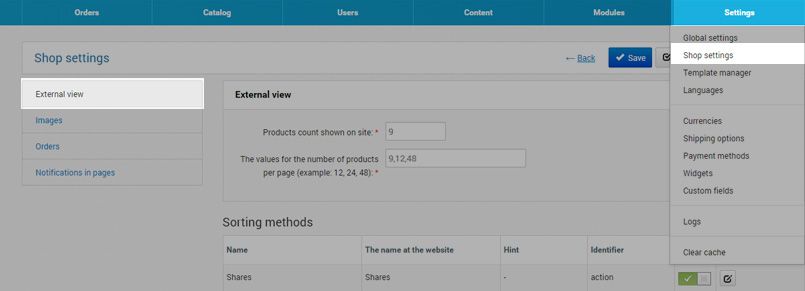 Orders Catalog Users Content Modules Settings
Global settings
Shop settings
Template manager
Languages
Currencies
Shipping options
Payment methods
Widgets
Custom fields
Logs
Clear cache
Shop settings
← Back Save
External view
Images
Orders
Notifications in pages
External view
Products count shown on site: * 9
The values for the number of products
per page (example: 12, 24, 48): * 9,12,48
Sorting methods
Name The name at the website Hint Identifier
Shares Shares - action